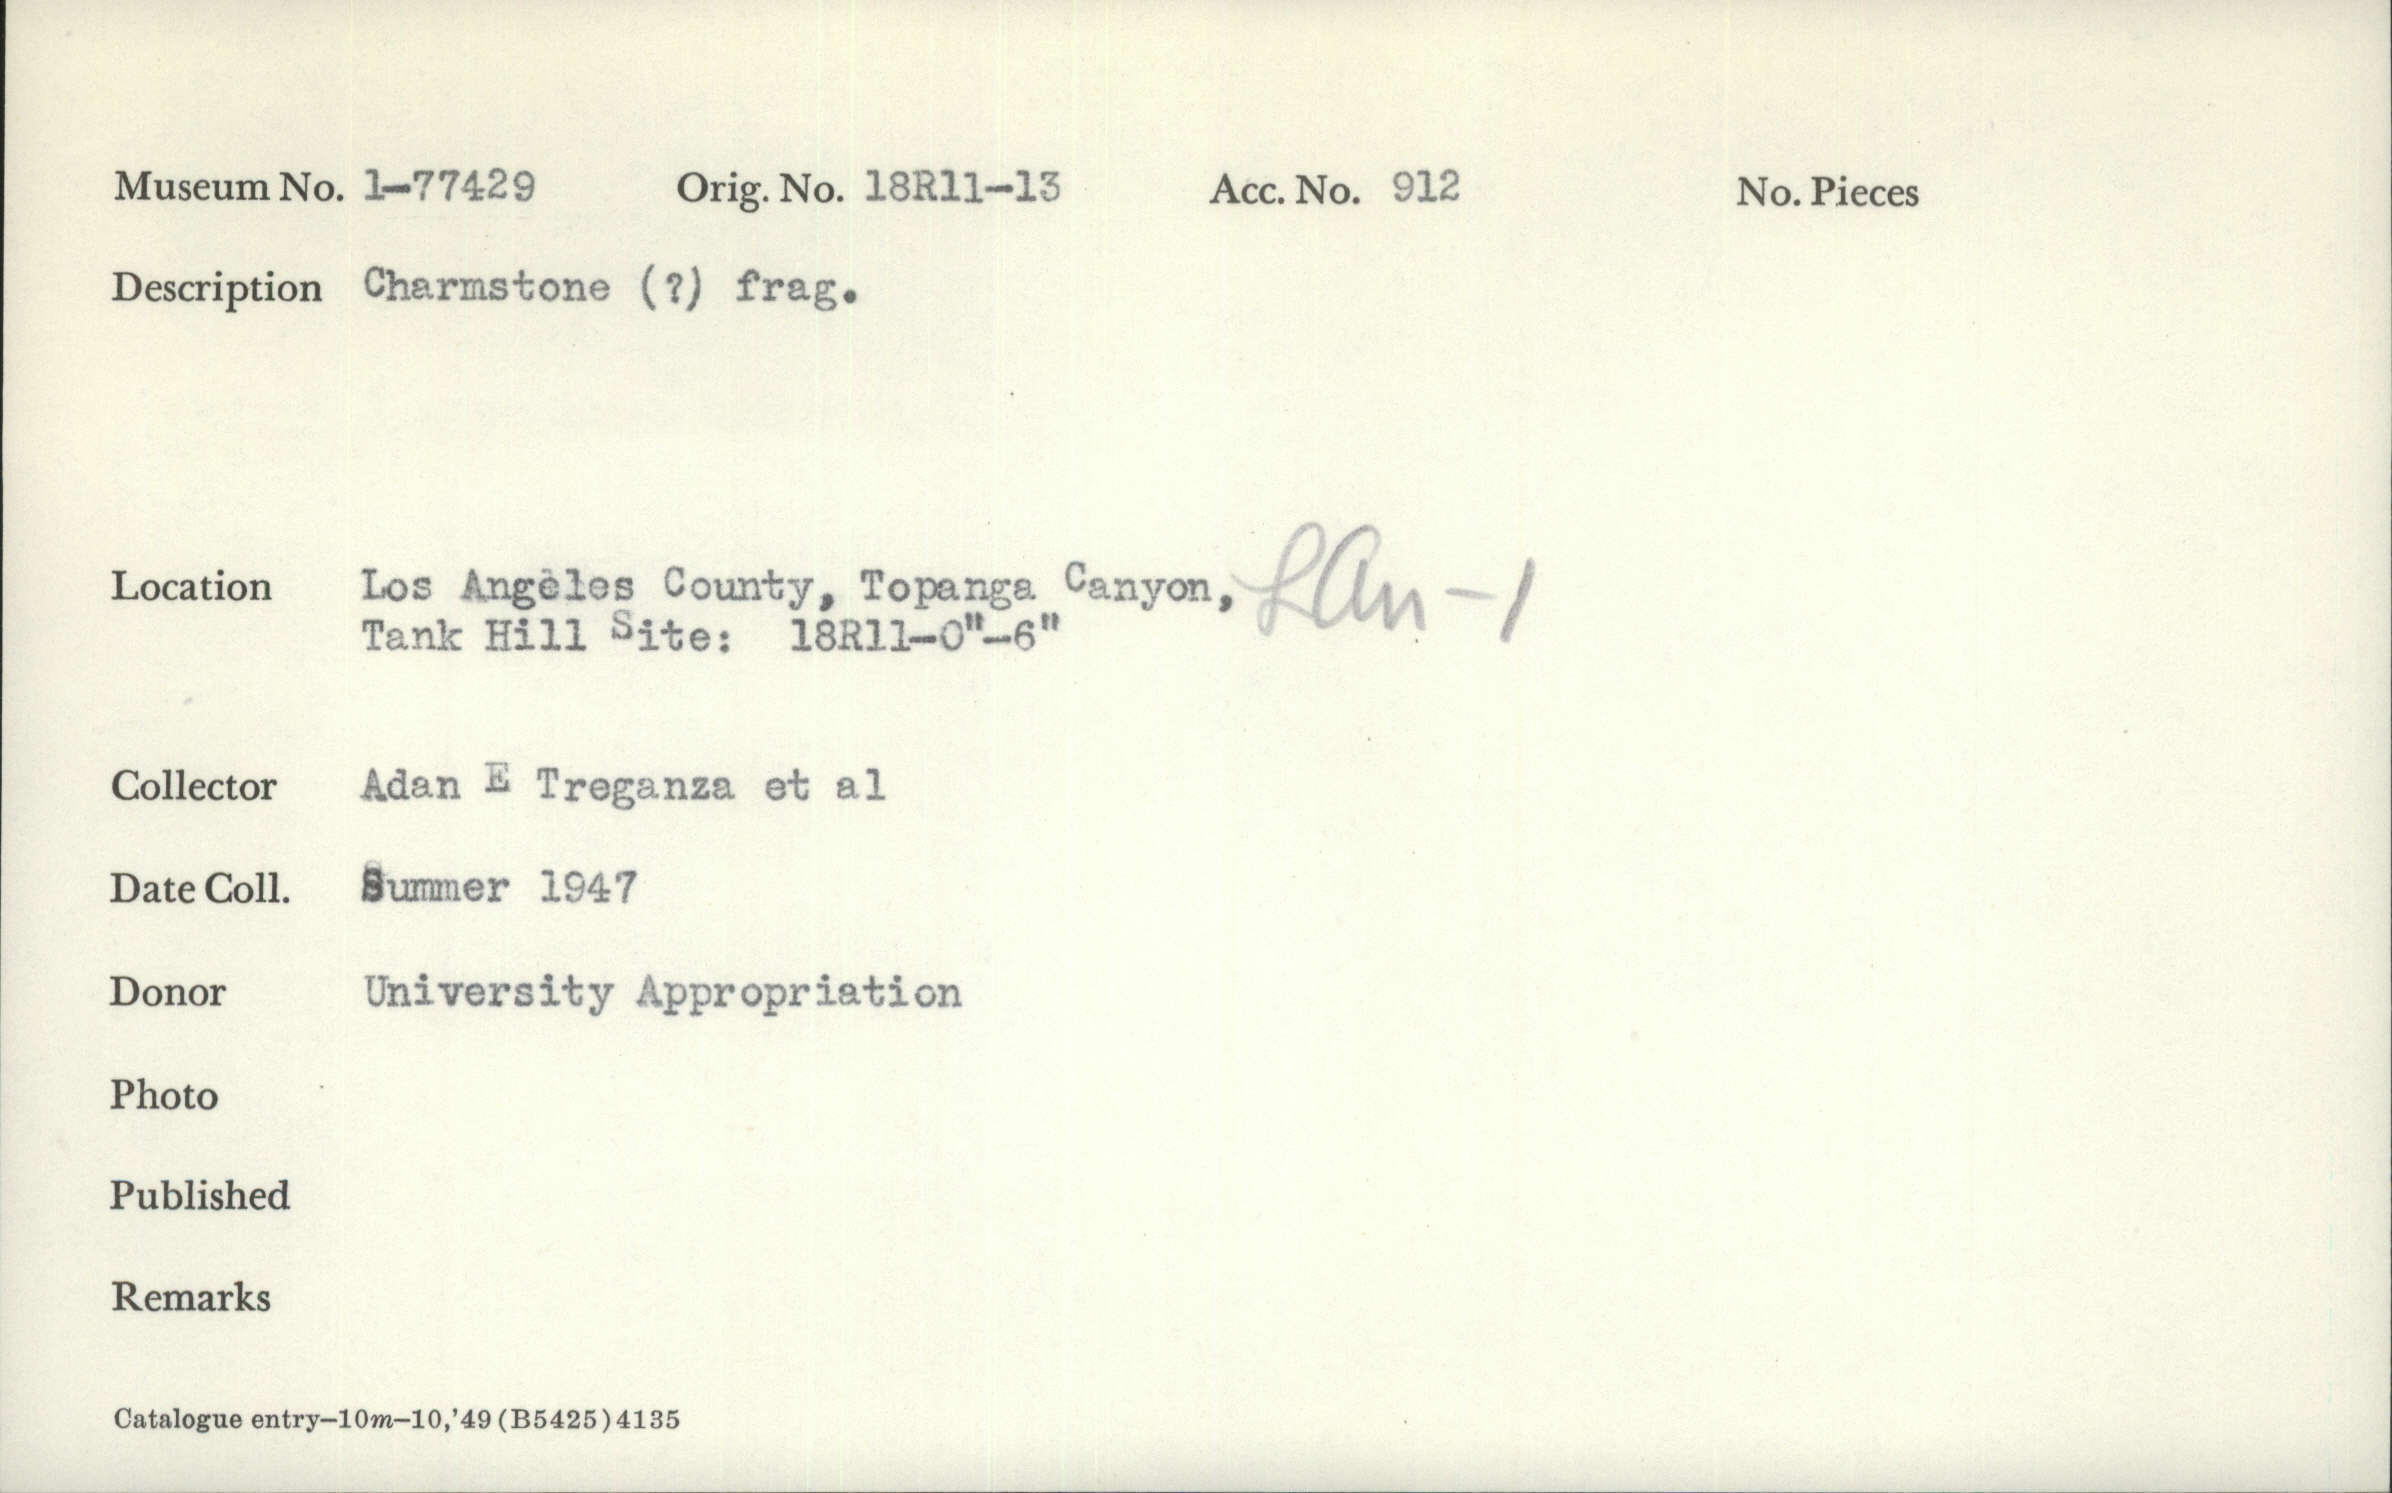 Museum No. 1-77429 Orig. No. 18R11-13 Acc. No. 912 No. Pieces
Description Charmstone (?) frag.
Location Los Angeles County, Topanga Canyon, LAn-1
Tank Hill Site: 18R11-0"-6"
Collector Adan E Treganza et al
Date Coll. Summer 1947
Donor University Appropriation
Photo
Published
Remarks
Catalogue entry-10m-10,'49(B5425)4135